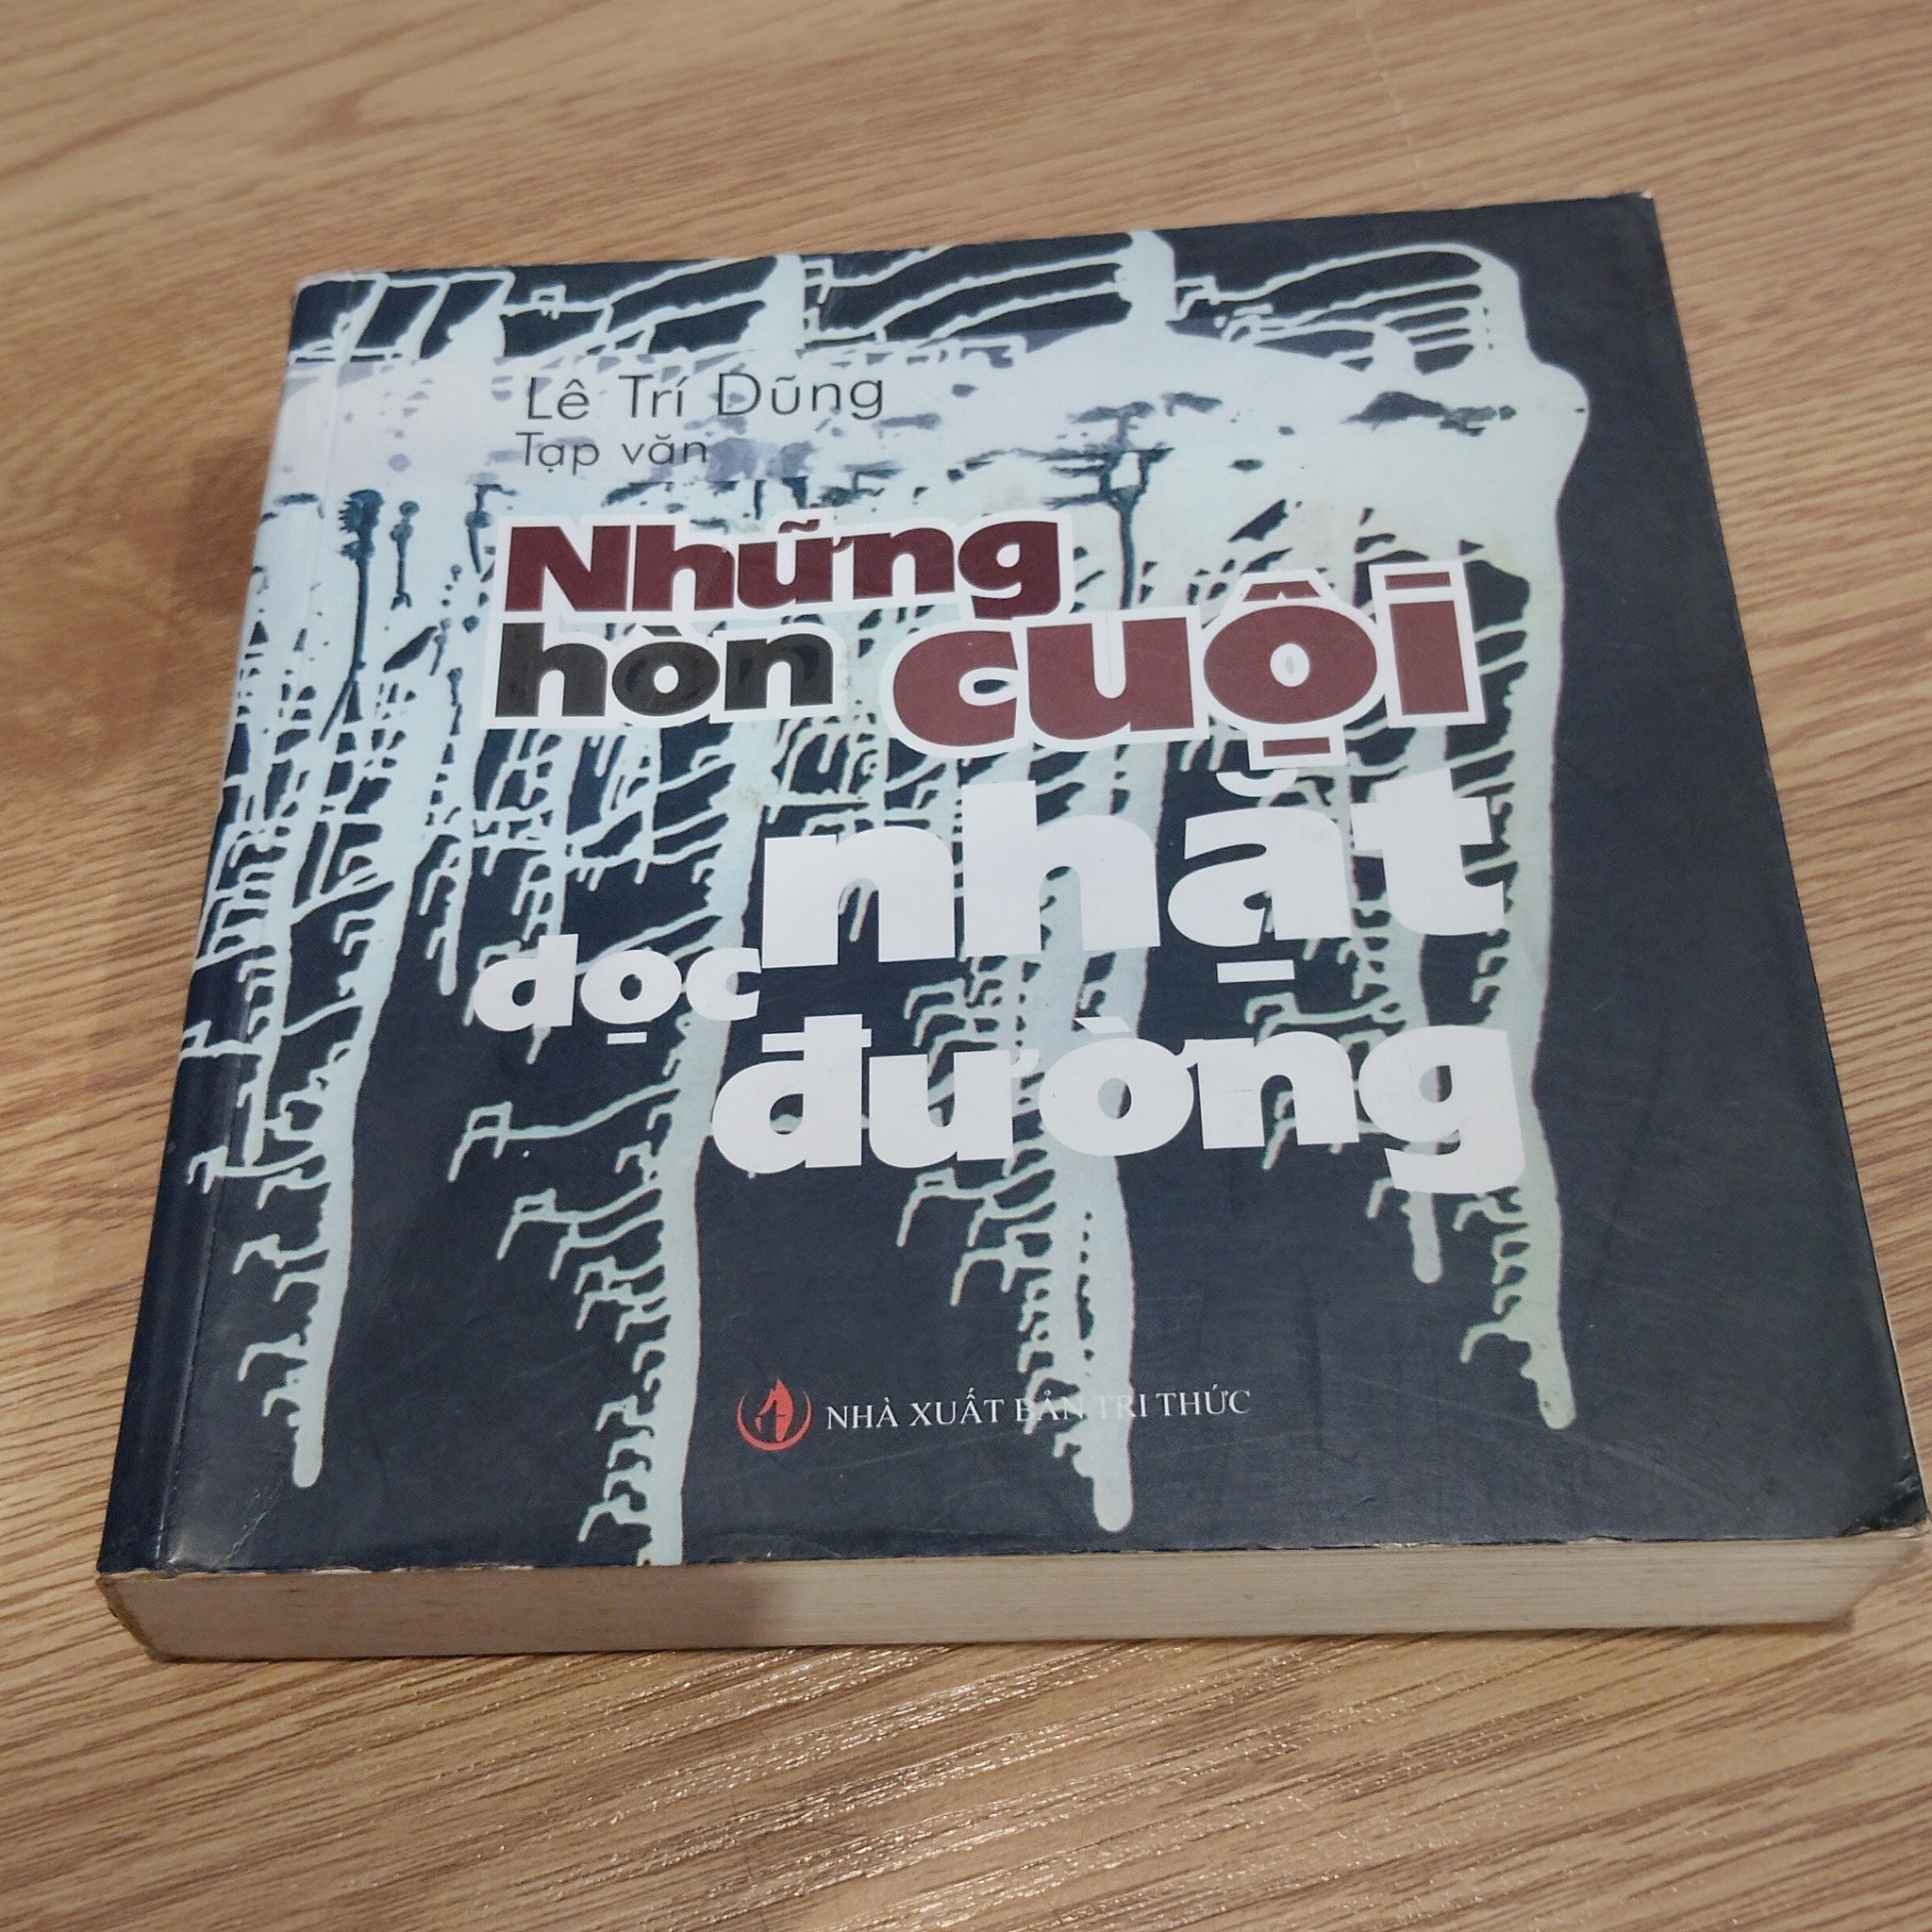 Lê Trí Dũng
Tạp văn
Những
hòn cuội
nhặt
dọc
đường
NHÀ XUẤT BẢN TRI THỨC